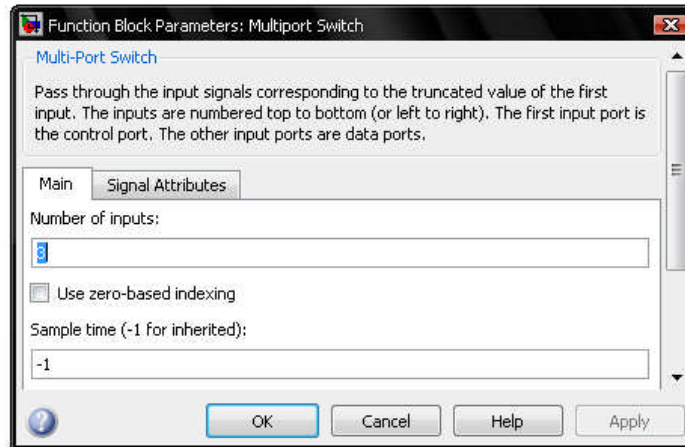 Function Block Parameters: Multiport Switch
Multi-Port Switch
Pass through the input signals corresponding to the truncated value of the first
input. The inputs are numbered top to bottom (or left to right). The first input port is
the control port. The other input ports are data ports.
Main Signal Attributes
Number of inputs:
3
Use zero-based indexing
Sample time (-1 for inherited):
-1
OK Cancel Help Apply